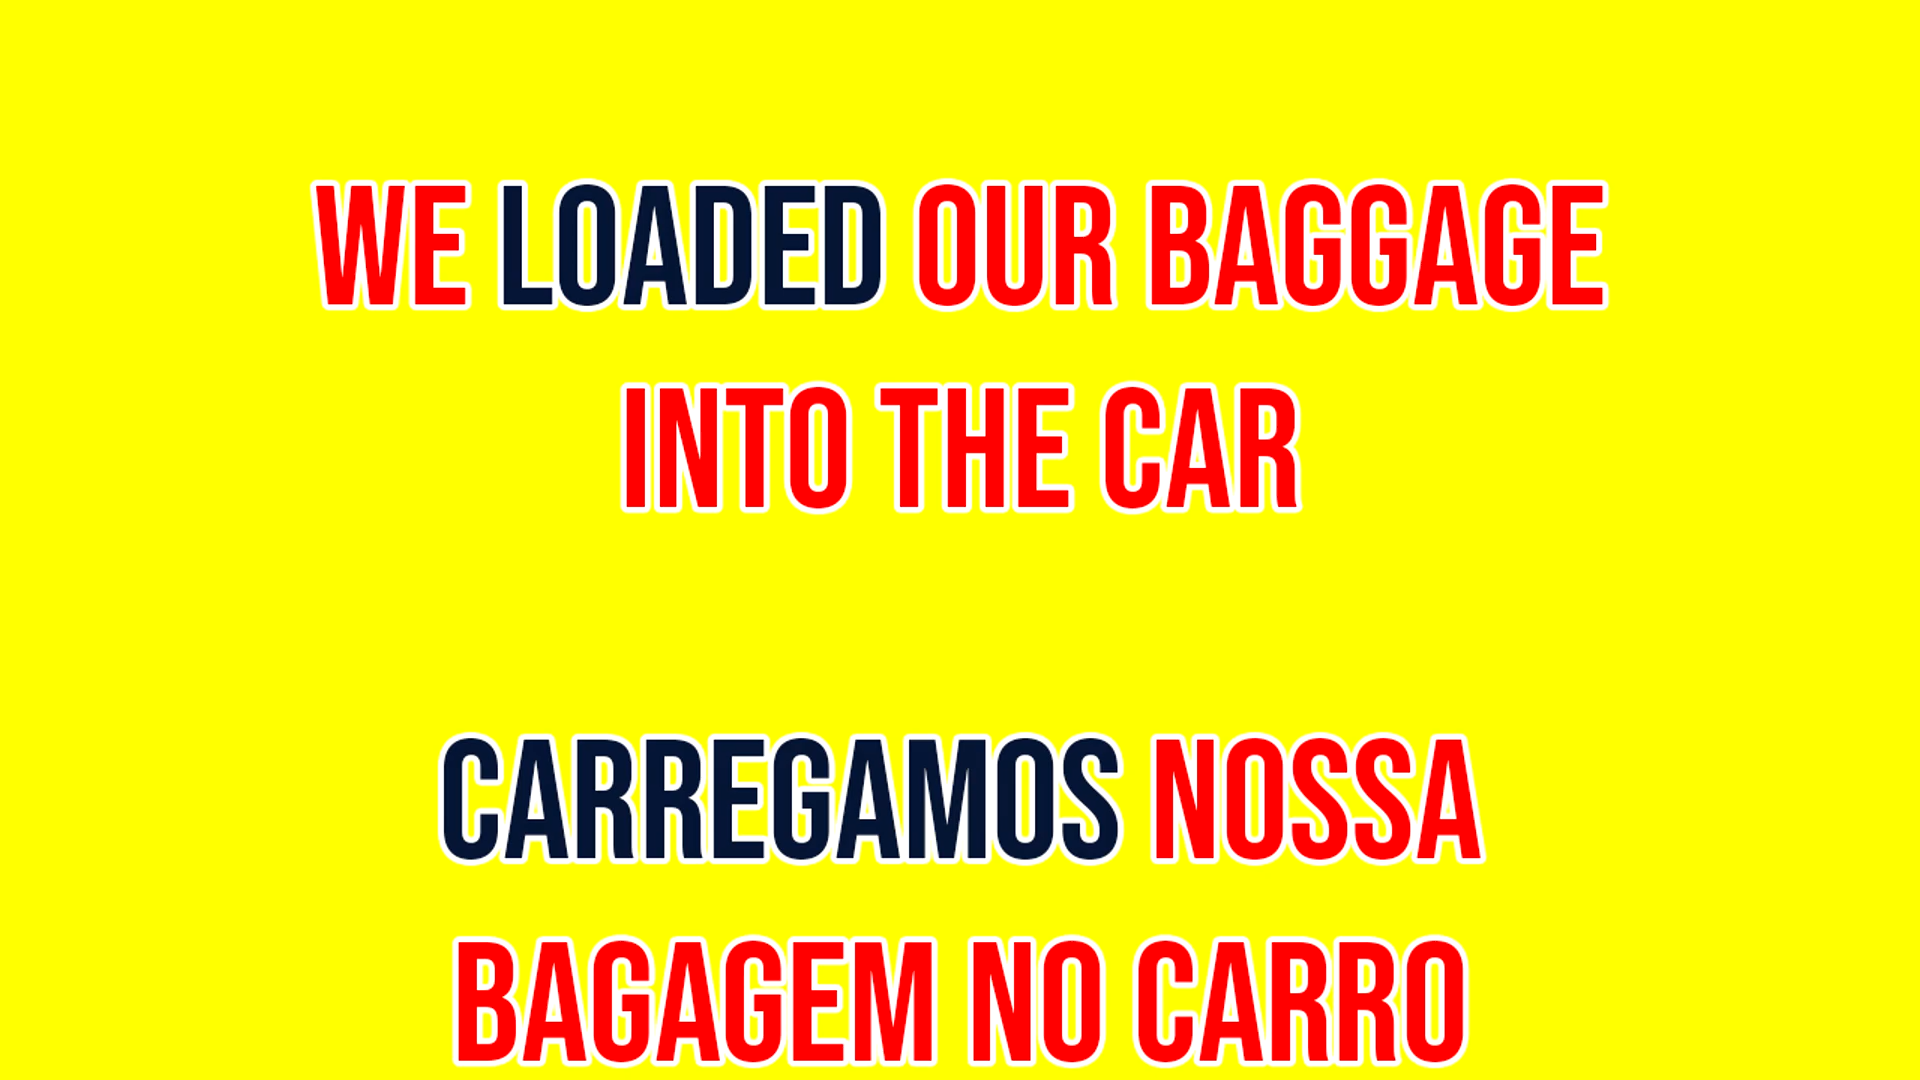 WE LOADED OUR BAGGAGE
INTO THE CAR
CARREGAMOS NOSSA
BAGAGEM NO CARRO